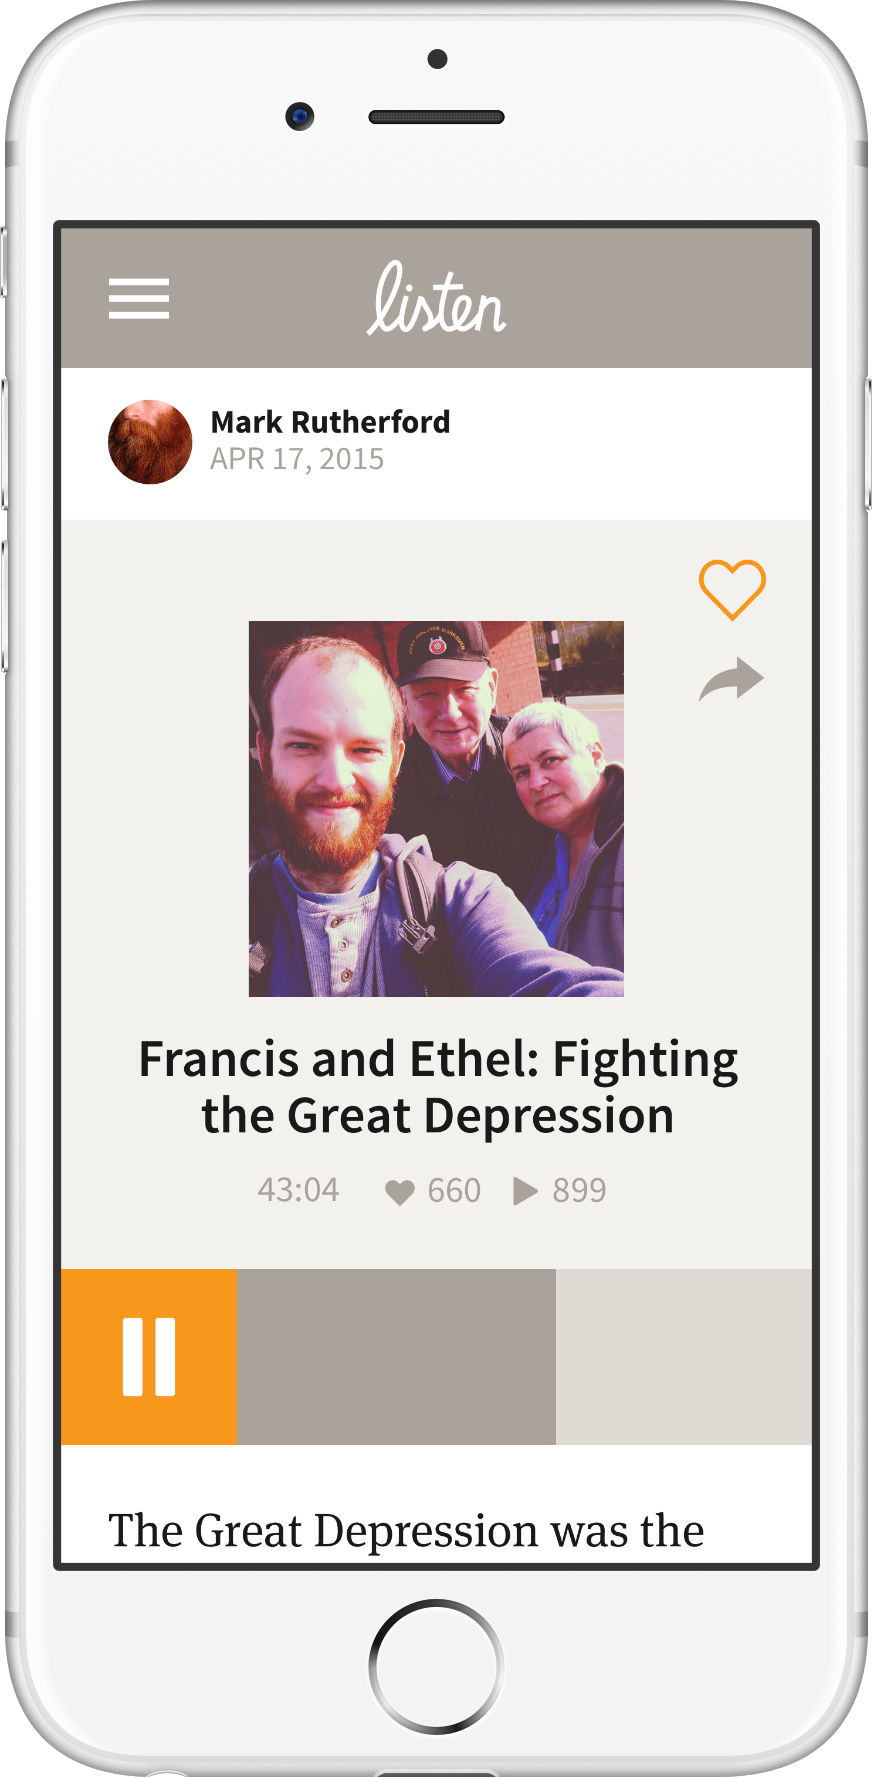 listen
Mark Rutherford
APR 17, 2015
Francis and Ethel: Fighting
the Great Depression
43:04 660 899
The Great Depression was the